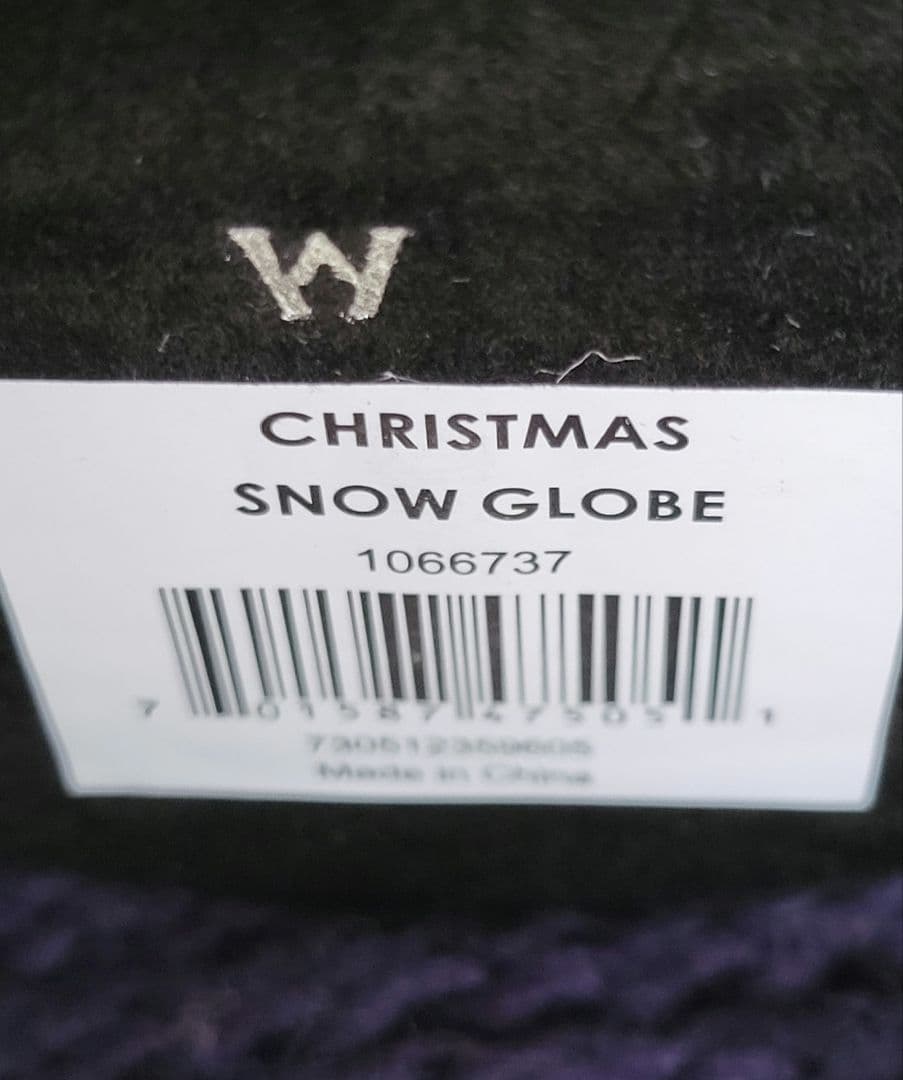 W
CHRISTMAS
SNOW GLOBE
1066737
7 01587 47505 1
Made in China